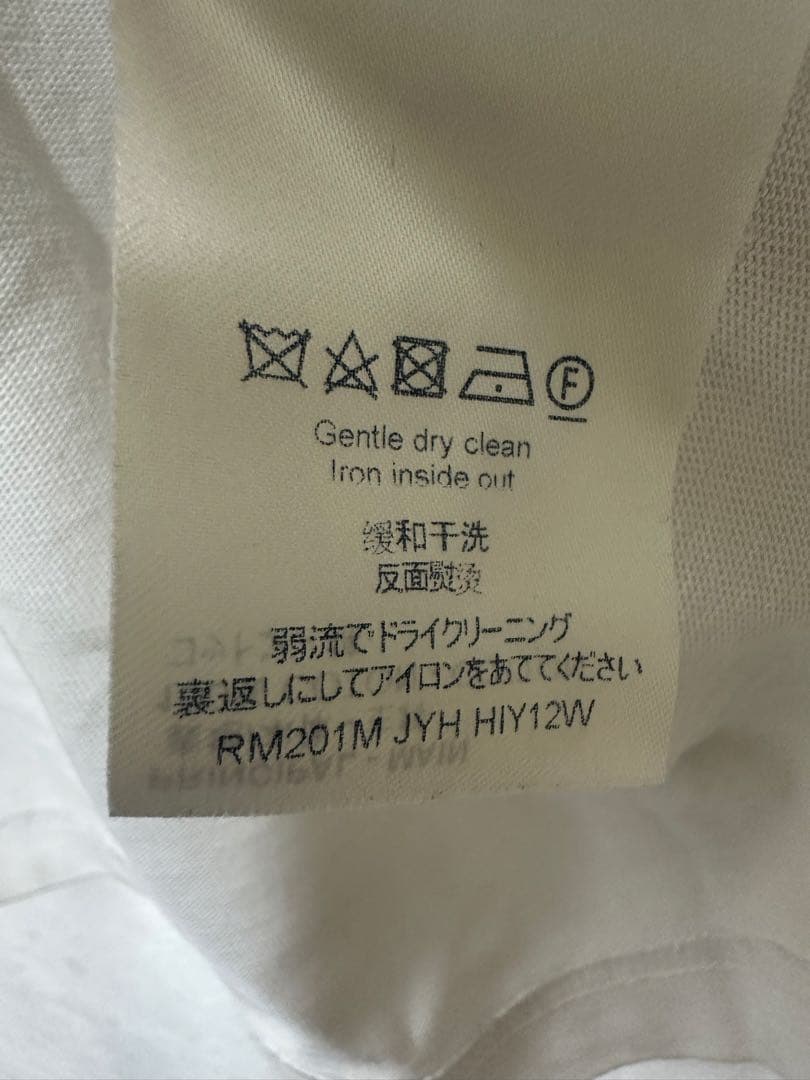 F
Gentle dry clean
Iron inside out
缓和干洗
反面熨烫
弱流でドライクリーニング
裏返しにしてアイロンをあててください
RM201M JYH HIY12W
PRINCIPAL - MAIN